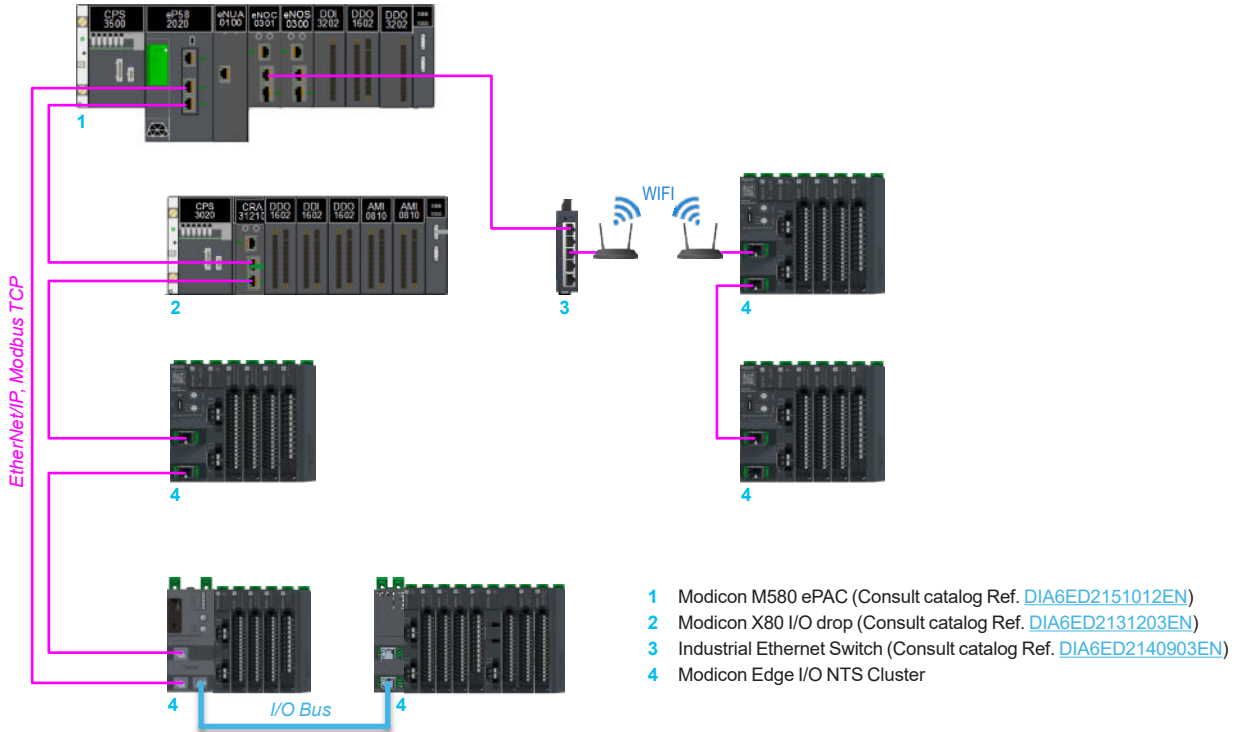 CPS 3500
eP58 2020
eNUA 0100
eNOC 0301
eNOS 0300
DDI 3202
DDO 1602
DDO 3202
1
CPS 3020
CRA 31210
DDO 1602
DDI 1602
DDO 1602
AMI 0810
AMI 0810
2
WIFI
3
4
4
4
EtherNet/IP, Modbus TCP
4
I/O Bus
4
1 Modicon M580 ePAC (Consult catalog Ref. DIA6ED2151012EN)
2 Modicon X80 I/O drop (Consult catalog Ref. DIA6ED2131203EN)
3 Industrial Ethernet Switch (Consult catalog Ref. DIA6ED2140903EN)
4 Modicon Edge I/O NTS Cluster